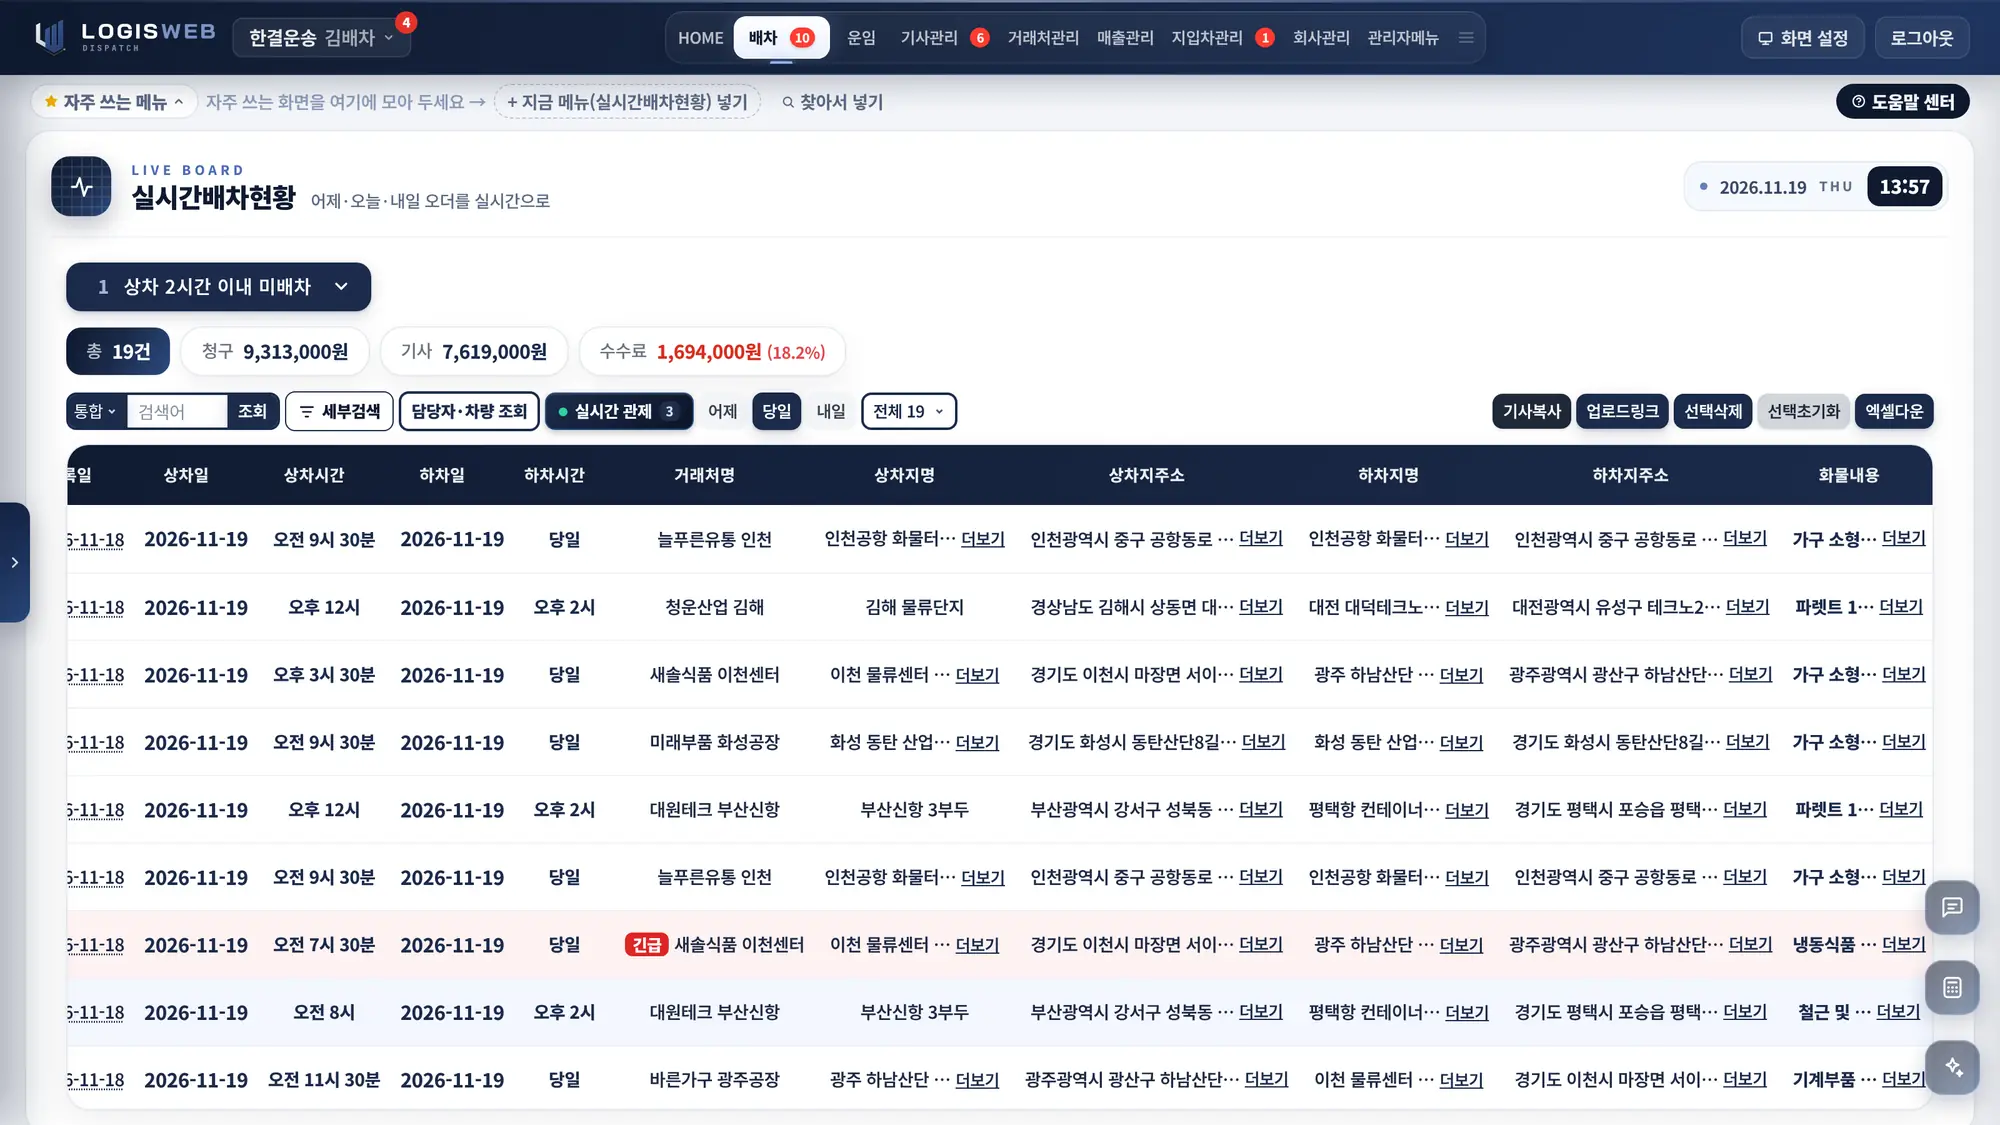 LOGISWEB
DISPATCH
한결운송 김배차 4
HOME 배차 10 운임 기사관리 6 거래처관리 매출관리 지입차관리 1 회사관리 관리자메뉴
화면 설정 로그아웃
자주 쓰는 메뉴 자주 쓰는 화면을 여기에 모아 두세요 → + 지금 메뉴(실시간배차현황) 넣기 찾아서 넣기 도움말 센터
LIVE BOARD
실시간배차현황 어제·오늘·내일 오더를 실시간으로
2026.11.19 THU 13:57
1 상차 2시간 이내 미배차
총 19건 청구 9,313,000원 기사 7,619,000원 수수료 1,694,000원 (18.2%)
통합 검색어 조회 세부검색 담당자·차량 조회 실시간 관제 3 어제 당일 내일 전체 19 기사복사 업로드링크 선택삭제 선택초기화 엑셀다운
록일 상차일 상차시간 하차일 하차시간 거래처명 상차지명 상차지주소 하차지명 하차지주소 화물내용
6-11-18 2026-11-19 오전 9시 30분 2026-11-19 당일 늘푸른유통 인천 인천공항 화물터… 더보기 인천광역시 중구 공항동로 … 더보기 인천공항 화물터… 더보기 인천광역시 중구 공항동로 … 더보기 가구 소형… 더보기
6-11-18 2026-11-19 오후 12시 2026-11-19 오후 2시 청운산업 김해 김해 물류단지 경상남도 김해시 상동면 대… 더보기 대전 대덕테크노… 더보기 대전광역시 유성구 테크노2… 더보기 파렛트 1… 더보기
6-11-18 2026-11-19 오후 3시 30분 2026-11-19 당일 새솔식품 이천센터 이천 물류센터 … 더보기 경기도 이천시 마장면 서이… 더보기 광주 하남산단 … 더보기 광주광역시 광산구 하남산단… 더보기 가구 소형… 더보기
6-11-18 2026-11-19 오전 9시 30분 2026-11-19 당일 미래부품 화성공장 화성 동탄 산업… 더보기 경기도 화성시 동탄산단8길… 더보기 화성 동탄 산업… 더보기 경기도 화성시 동탄산단8길… 더보기 가구 소형… 더보기
6-11-18 2026-11-19 오후 12시 2026-11-19 오후 2시 대원테크 부산신항 부산신항 3부두 부산광역시 강서구 성북동 … 더보기 평택항 컨테이너… 더보기 경기도 평택시 포승읍 평택… 더보기 파렛트 1… 더보기
6-11-18 2026-11-19 오전 9시 30분 2026-11-19 당일 늘푸른유통 인천 인천공항 화물터… 더보기 인천광역시 중구 공항동로 … 더보기 인천공항 화물터… 더보기 인천광역시 중구 공항동로 … 더보기 가구 소형… 더보기
6-11-18 2026-11-19 오전 7시 30분 2026-11-19 당일 긴급 새솔식품 이천센터 이천 물류센터 … 더보기 경기도 이천시 마장면 서이… 더보기 광주 하남산단 … 더보기 광주광역시 광산구 하남산단… 더보기 냉동식품 … 더보기
6-11-18 2026-11-19 오전 8시 2026-11-19 오후 2시 대원테크 부산신항 부산신항 3부두 부산광역시 강서구 성북동 … 더보기 평택항 컨테이너… 더보기 경기도 평택시 포승읍 평택… 더보기 철근 및 … 더보기
6-11-18 2026-11-19 오전 11시 30분 2026-11-19 당일 바른가구 광주공장 광주 하남산단 … 더보기 광주광역시 광산구 하남산단… 더보기 이천 물류센터 … 더보기 경기도 이천시 마장면 서이… 더보기 기계부품 … 더보기